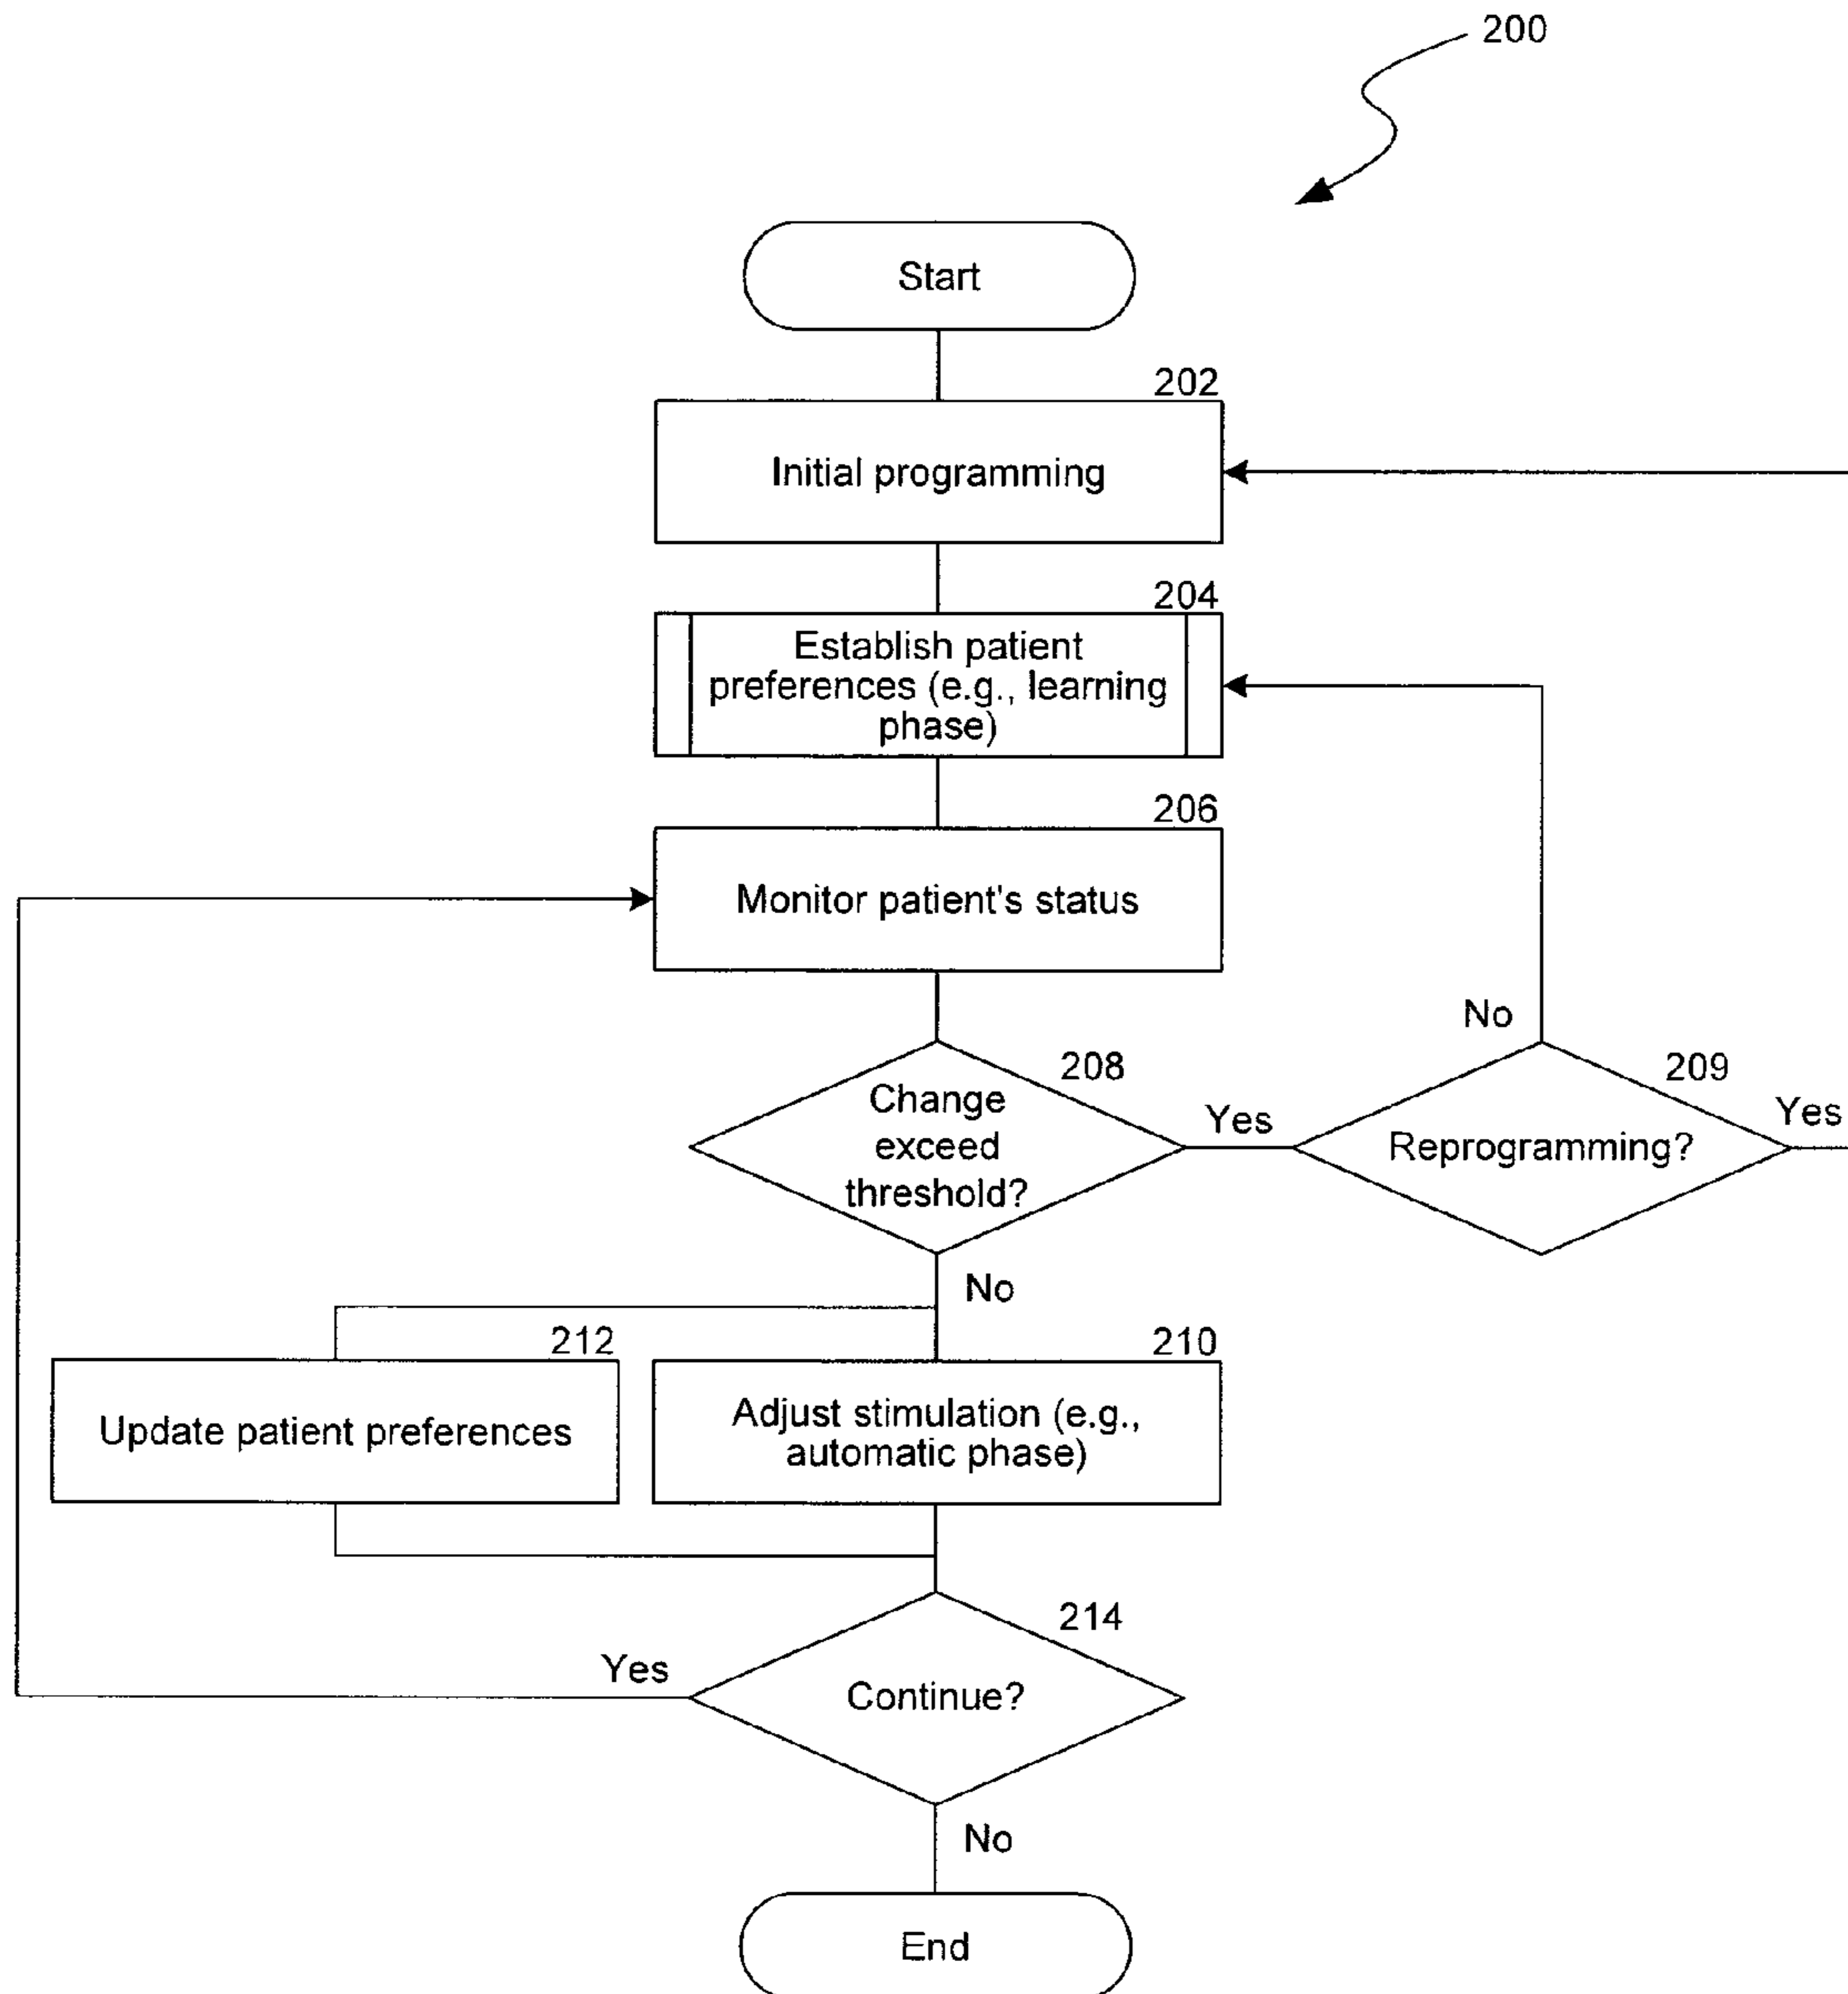 200
Start
202
Initial programming
204
Establish patient
preferences (e.g., learning
phase)
206
Monitor patient's status
No
208
209
Change
exceed
threshold?
Yes
Reprogramming?
Yes
No
212
210
Update patient preferences
Adjust stimulation (e.g.,
automatic phase)
214
Yes
Continue?
No
End